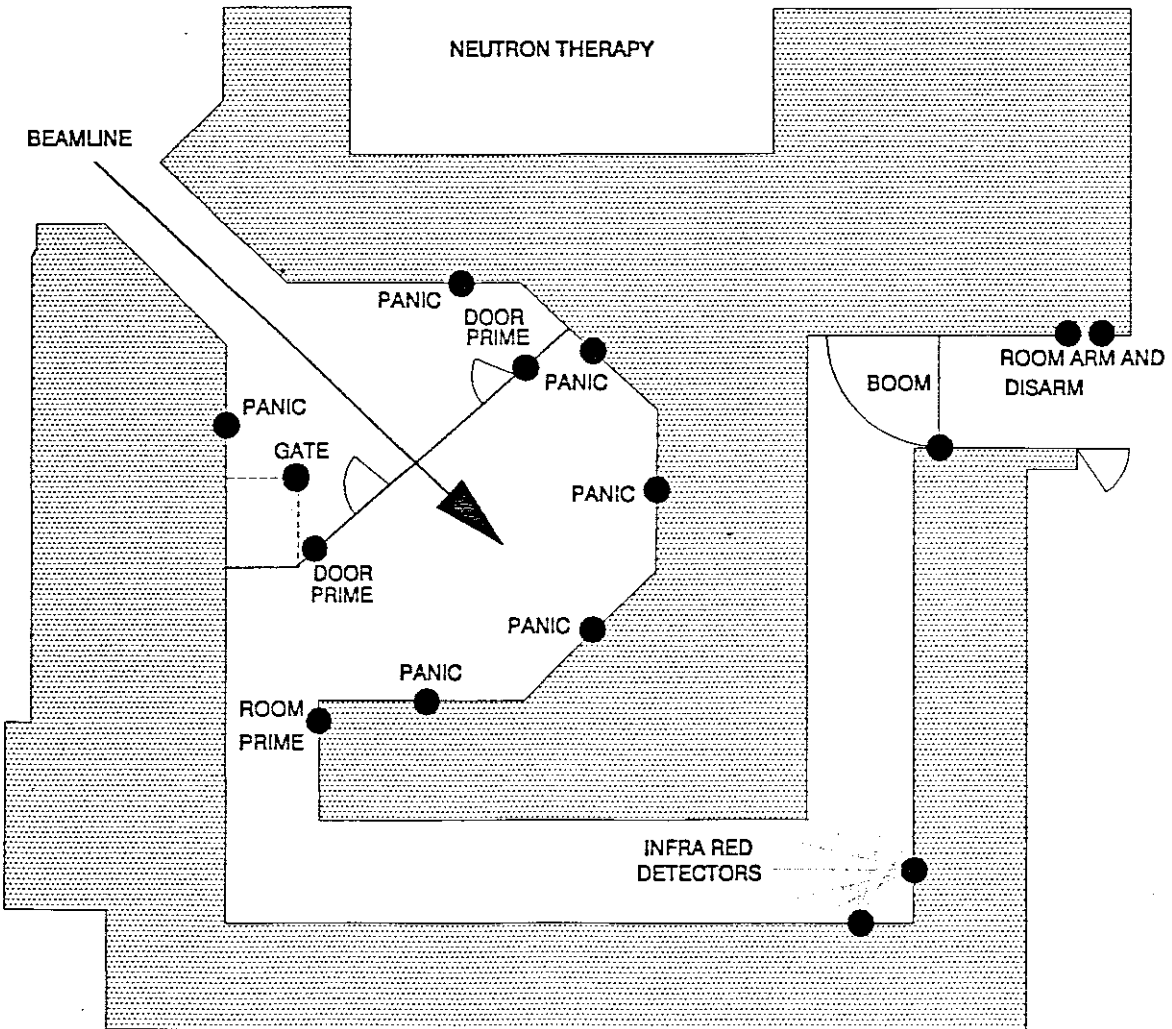 NEUTRON THERAPY
BEAMLINE
PANIC
DOOR
PRIME
PANIC
ROOM ARM AND
DISARM
BOOM
PANIC
GATE
PANIC
DOOR
PRIME
PANIC
PANIC
ROOM
PRIME
INFRA RED
DETECTORS